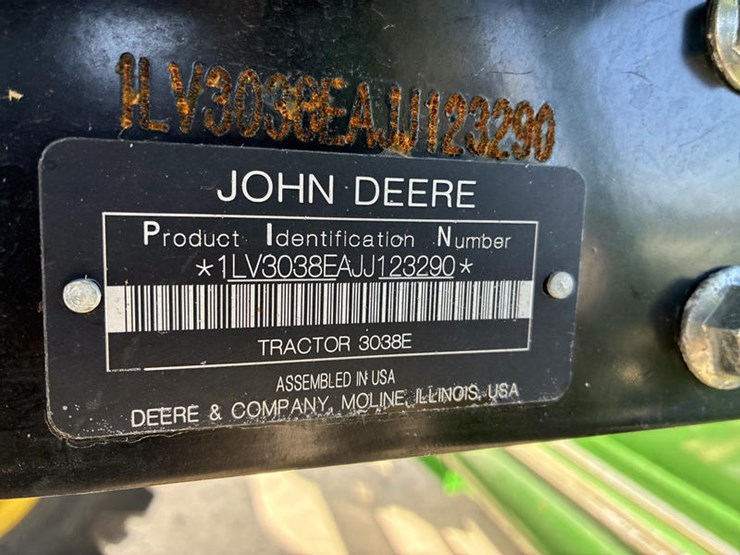 1LV3038EAJJ123290
JOHN DEERE
Product Identification Number
*1LV3038EAJJ123290*
TRACTOR 3038E
ASSEMBLED IN USA
DEERE & COMPANY, MOLINE, ILLINOIS, USA